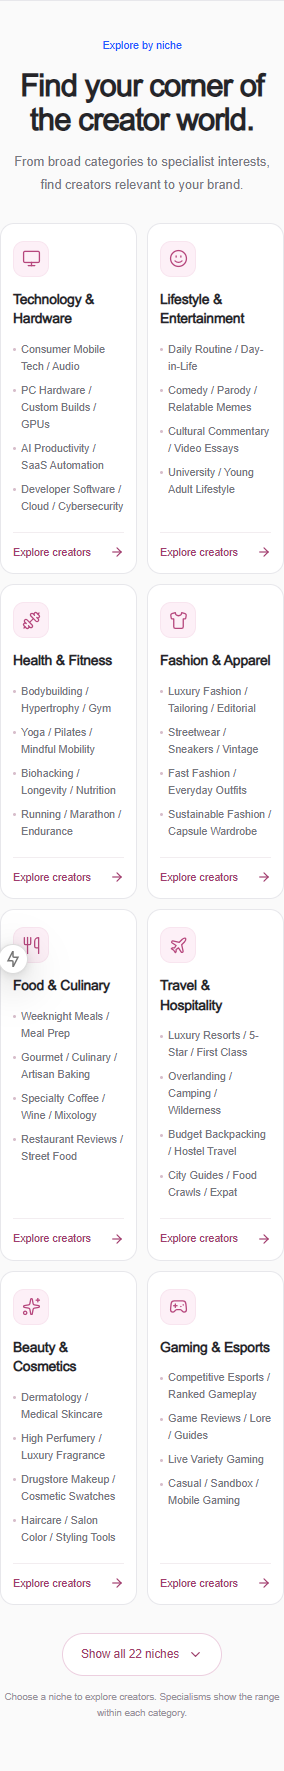 Explore by niche
Find your corner of
the creator world.
From broad categories to specialist interests,
find creators relevant to your brand.
Technology &
Hardware
Consumer Mobile
Tech / Audio
PC Hardware /
Custom Builds /
GPUs
AI Productivity /
SaaS Automation
Developer Software /
Cloud / Cybersecurity
Explore creators
Lifestyle &
Entertainment
Daily Routine / Day-
in-Life
Comedy / Parody /
Relatable Memes
Cultural Commentary
/ Video Essays
University / Young
Adult Lifestyle
Explore creators
Health & Fitness
Bodybuilding /
Hypertrophy / Gym
Yoga / Pilates /
Mindful Mobility
Biohacking /
Longevity / Nutrition
Running / Marathon /
Endurance
Explore creators
Fashion & Apparel
Luxury Fashion /
Tailoring / Editorial
Streetwear /
Sneakers / Vintage
Fast Fashion /
Everyday Outfits
Sustainable Fashion /
Capsule Wardrobe
Explore creators
Food & Culinary
Weeknight Meals /
Meal Prep
Gourmet / Culinary /
Artisan Baking
Specialty Coffee /
Wine / Mixology
Restaurant Reviews /
Street Food
Explore creators
Travel &
Hospitality
Luxury Resorts / 5-
Star / First Class
Overlanding /
Camping /
Wilderness
Budget Backpacking
/ Hostel Travel
City Guides / Food
Crawls / Expat
Explore creators
Beauty &
Cosmetics
Dermatology /
Medical Skincare
High Perfumery /
Luxury Fragrance
Drugstore Makeup /
Cosmetic Swatches
Haircare / Salon
Color / Styling Tools
Explore creators
Gaming & Esports
Competitive Esports /
Ranked Gameplay
Game Reviews / Lore
/ Guides
Live Variety Gaming
Casual / Sandbox /
Mobile Gaming
Explore creators
Show all 22 niches
Choose a niche to explore creators. Specialisms show the range
within each category.